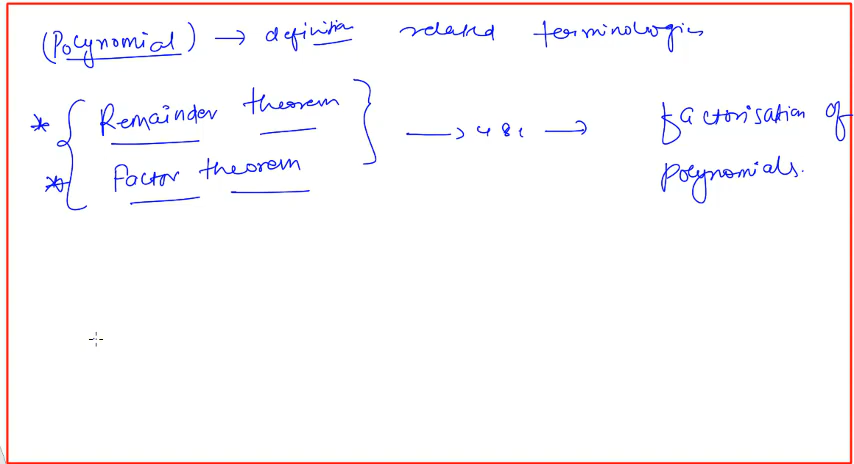 (Polynomial) → definition related terminologies
* { Remainder theorem } → use → factorisation of
* Factor theorem polynomials.